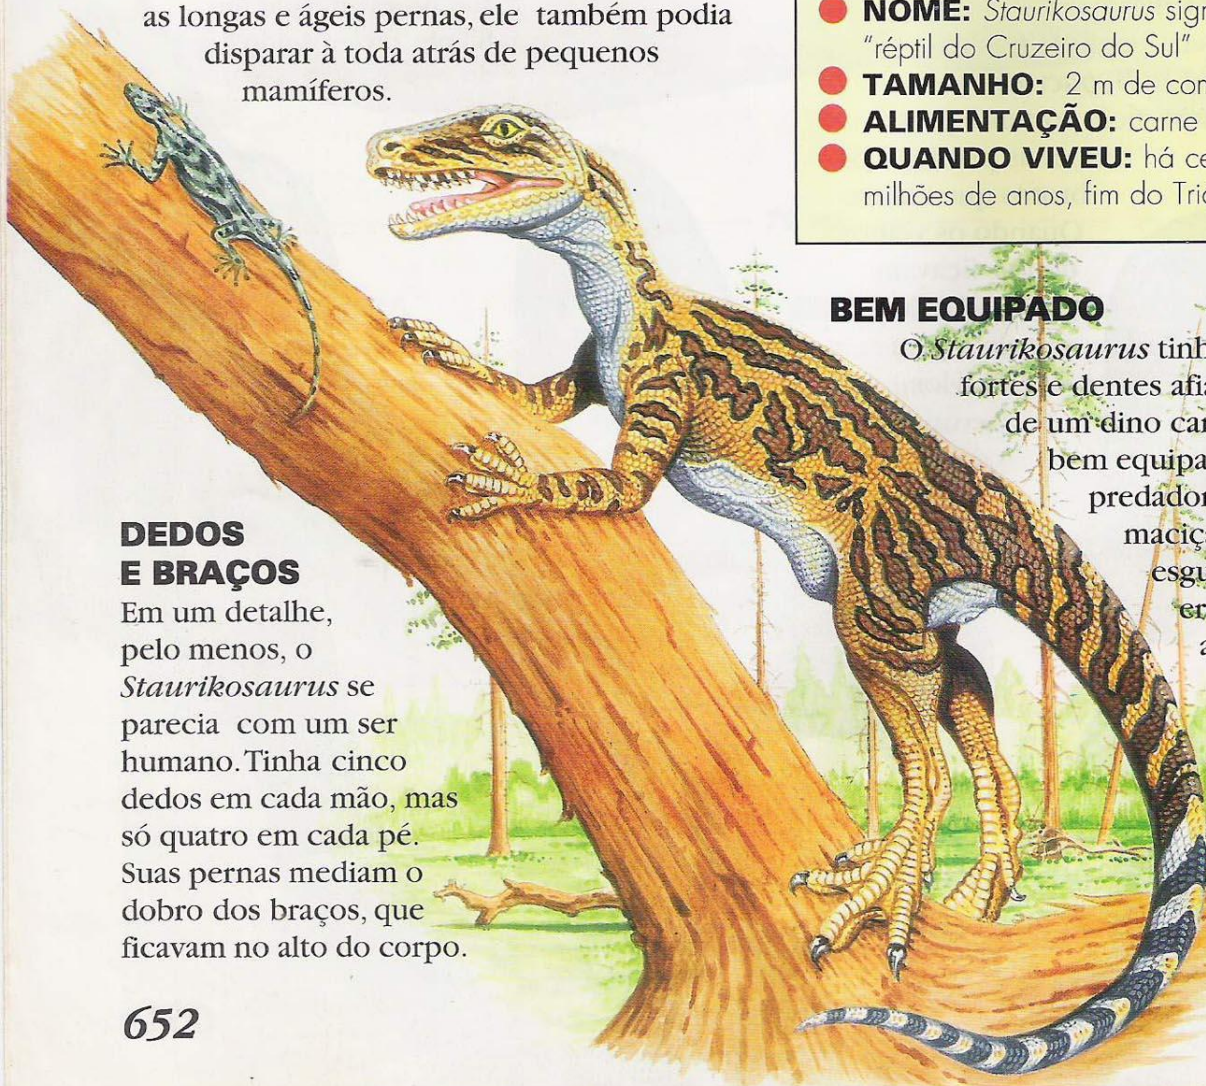 as longas e ágeis pernas, ele também podia
disparar à toda atrás de pequenos
mamíferos.
NOME: Staurikosaurus
"réptil do Cruzeiro do Sul"
TAMANHO: 2 m de
ALIMENTAÇÃO: carne
QUANDO VIVEU: há
milhões de anos, fim do
BEM EQUIPADO
O Staurikosaurus
fortes e dentes
de um dino
bem
DEDOS
E BRAÇOS
Em um detalhe,
pelo menos, o
Staurikosaurus se
parecia com um ser
humano. Tinha cinco
dedos em cada mão, mas
só quatro em cada pé.
Suas pernas mediam o
dobro dos braços, que
ficavam no alto do corpo.
652